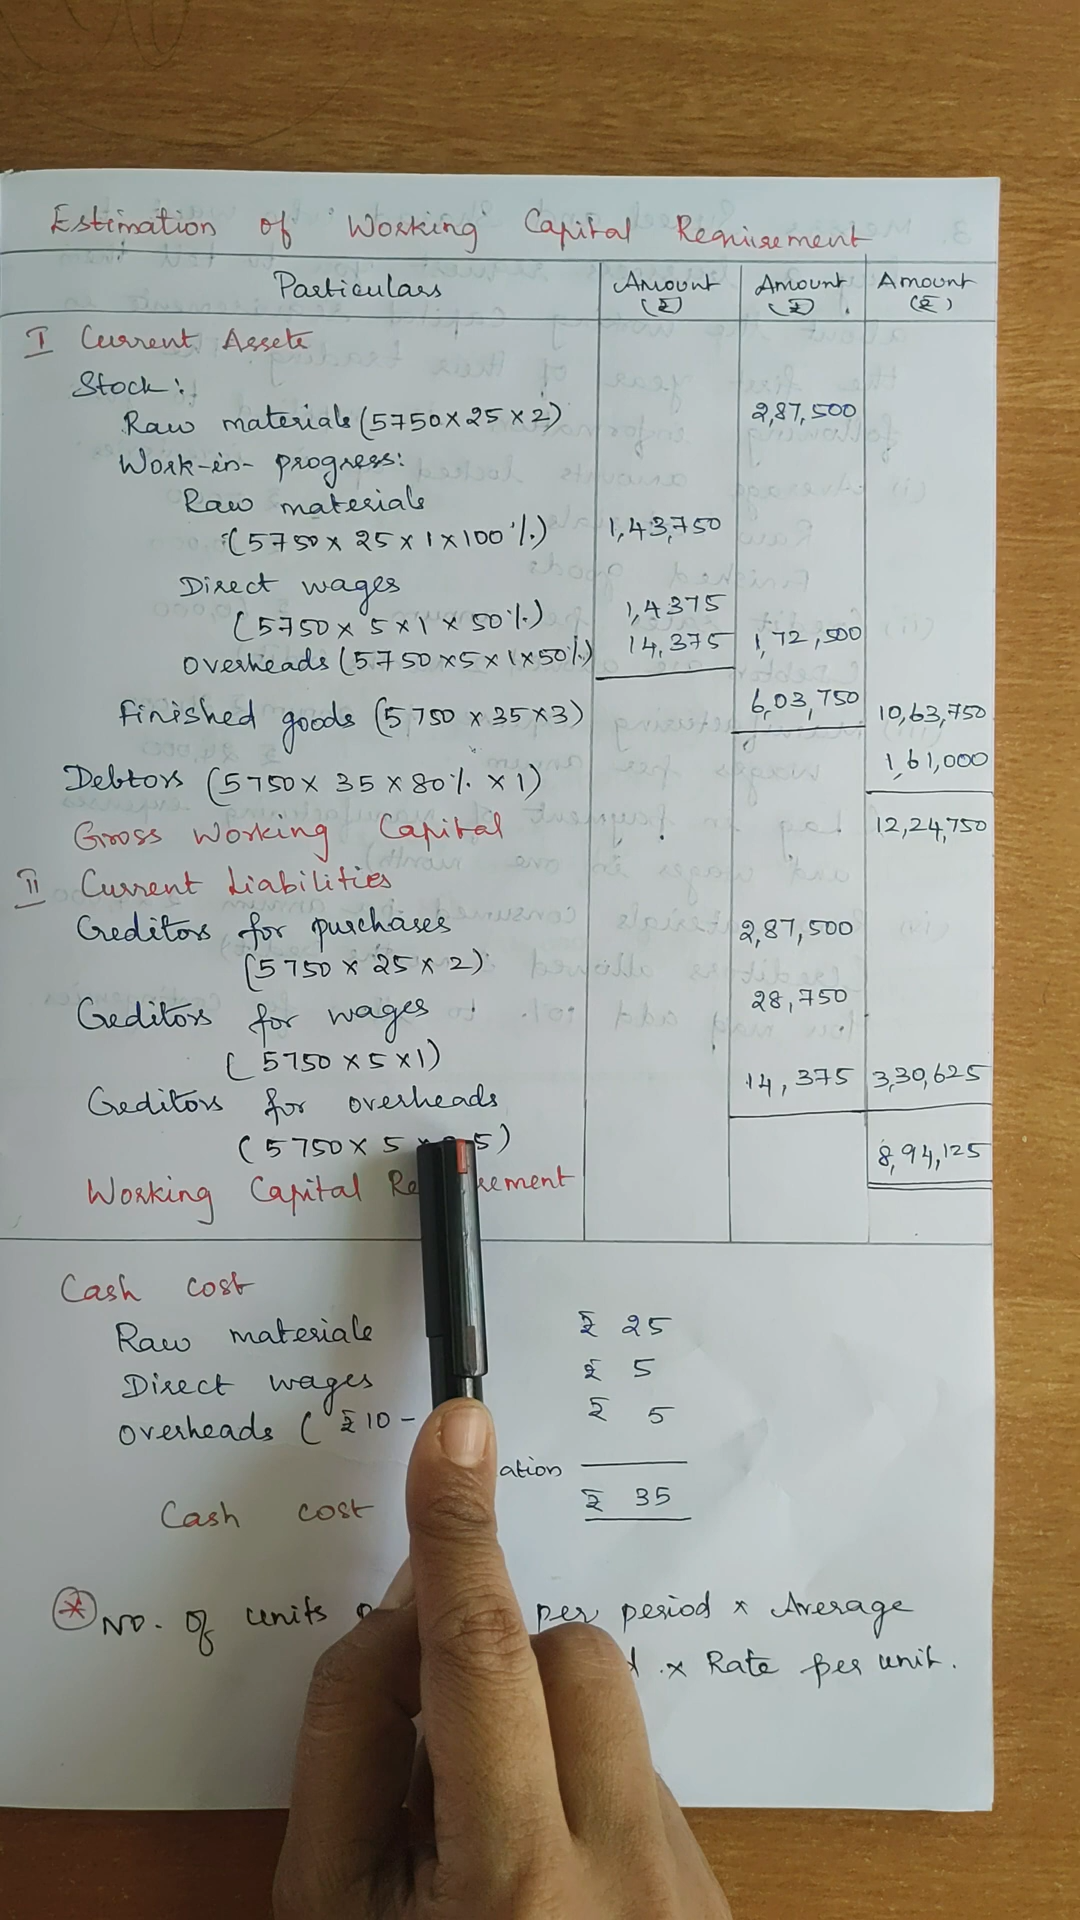 Estimation of Working Capital Requirement
Particulars Amount (₹) Amount (₹) Amount (₹)
I Current Assets
Stock:
Raw materials (5750 x 25 x 2) 2,87,500
Work-in-progress:
Raw materials
(5750 x 25 x 1 x 100%) 1,43,750
Direct wages
(5750 x 5 x 1 x 50%) 1,4375
Overheads (5750 x 5 x 1 x 50%) 14,375 1,72,500
Finished goods (5750 x 35 x 3) 6,03,750 10,63,750
Debtors (5750 x 35 x 80% x 1) 1,61,000
Gross Working Capital 12,24,750
II Current Liabilities
Creditors for purchases 2,87,500
(5750 x 25 x 2)
Creditors for wages 28,750
(5750 x 5 x 1)
Creditors for overheads 14,375 3,30,625
(5750 x 5 x 5)
Working Capital Re ement 8,94,125
Cash cost
Raw materials ₹ 25
Direct wages ₹ 5
Overheads (₹10 - ₹ 5
ation
Cash cost ₹ 35
* No. of units per period x Average
x Rate per unit.